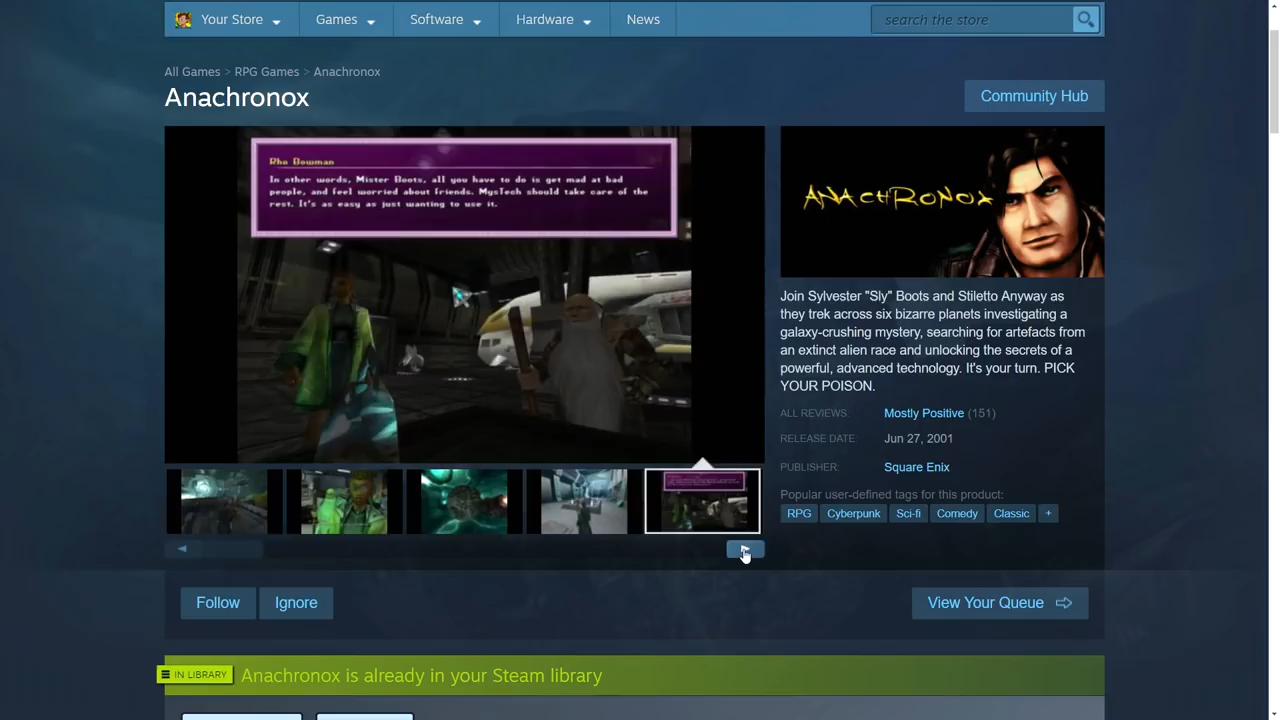 Your Store
Games
Software
Hardware
News
search the store
All Games > RPG Games > Anachronox
Anachronox
Community Hub
Rho Bowman
In other words, Mister Boots, all you have to do is get mad at bad
people, and feel worried about friends. MysTech should take care of the
rest. It's as easy as just wanting to use it.
ANACHRONOX
Join Sylvester "Sly" Boots and Stiletto Anyway as
they trek across six bizarre planets investigating a
galaxy-crushing mystery, searching for artefacts from
an extinct alien race and unlocking the secrets of a
powerful, advanced technology. It's your turn. PICK
YOUR POISON.
ALL REVIEWS: Mostly Positive (151)
RELEASE DATE: Jun 27, 2001
PUBLISHER: Square Enix
Popular user-defined tags for this product:
RPG Cyberpunk Sci-fi Comedy Classic +
Follow
Ignore
View Your Queue
IN LIBRARY
Anachronox is already in your Steam library